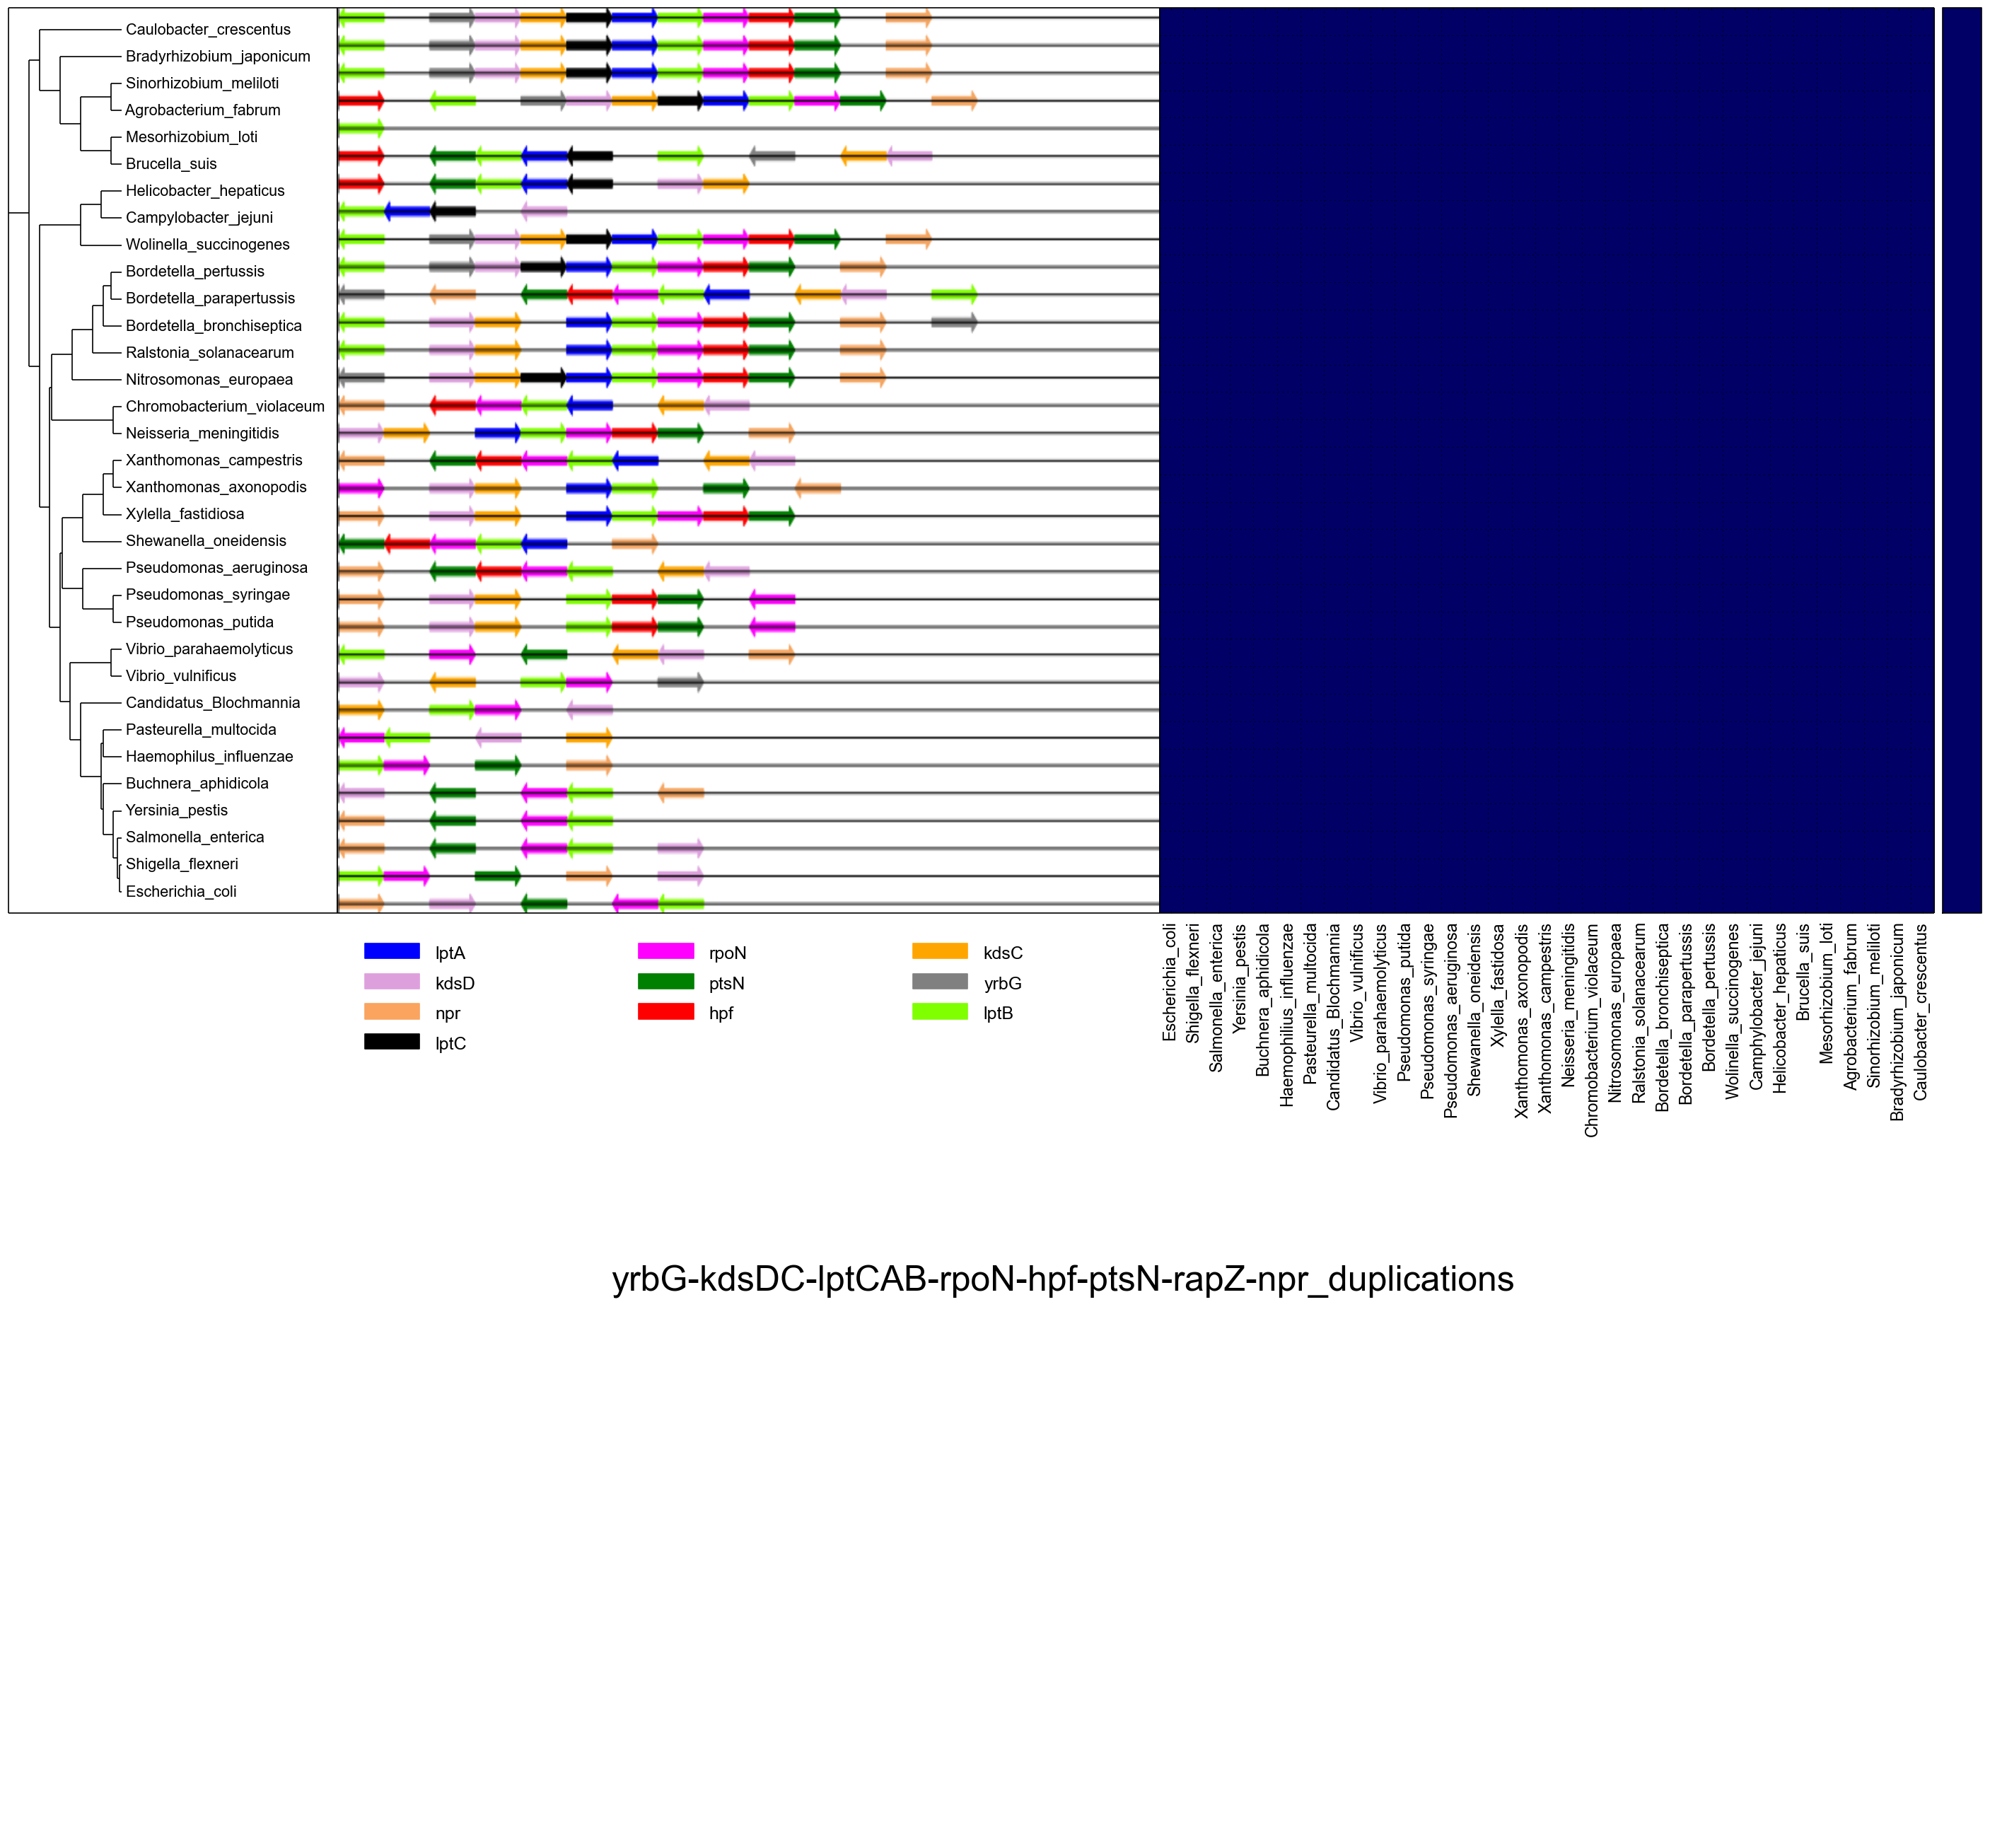 Caulobacter_crescentus
Bradyrhizobium_japonicum
Sinorhizobium_meliloti
Agrobacterium_fabrum
Mesorhizobium_loti
Brucella_suis
Helicobacter_hepaticus
Campylobacter_jejuni
Wolinella_succinogenes
Bordetella_pertussis
Bordetella_parapertussis
Bordetella_bronchiseptica
Ralstonia_solanacearum
Nitrosomonas_europaea
Chromobacterium_violaceum
Neisseria_meningitidis
Xanthomonas_campestris
Xanthomonas_axonopodis
Xylella_fastidiosa
Shewanella_oneidensis
Pseudomonas_aeruginosa
Pseudomonas_syringae
Pseudomonas_putida
Vibrio_parahaemolyticus
Vibrio_vulnificus
Candidatus_Blochmannia
Pasteurella_multocida
Haemophilus_influenzae
Buchnera_aphidicola
Yersinia_pestis
Salmonella_enterica
Shigella_flexneri
Escherichia_coli
lptA
rpoN
kdsC
kdsD
ptsN
yrbG
npr
hpf
lptB
lptC
Escherichia_coli
Shigella_flexneri
Salmonella_enterica
Yersinia_pestis
Buchnera_aphidicola
Haemophilus_influenzae
Pasteurella_multocida
Candidatus_Blochmannia
Vibrio_vulnificus
Vibrio_parahaemolyticus
Pseudomonas_putida
Pseudomonas_syringae
Pseudomonas_aeruginosa
Shewanella_oneidensis
Xylella_fastidiosa
Xanthomonas_axonopodis
Xanthomonas_campestris
Neisseria_meningitidis
Chromobacterium_violaceum
Nitrosomonas_europaea
Ralstonia_solanacearum
Bordetella_bronchiseptica
Bordetella_parapertussis
Bordetella_pertussis
Wolinella_succinogenes
Camphylobacter_jejuni
Helicobacter_hepaticus
Brucella_suis
Mesorhizobium_loti
Agrobacterium_fabrum
Sinorhizobium_meliloti
Bradyrhizobium_japonicum
Caulobacter_crescentus
yrbG-kdsDC-lptCAB-rpoN-hpf-ptsN-rapZ-npr_duplications